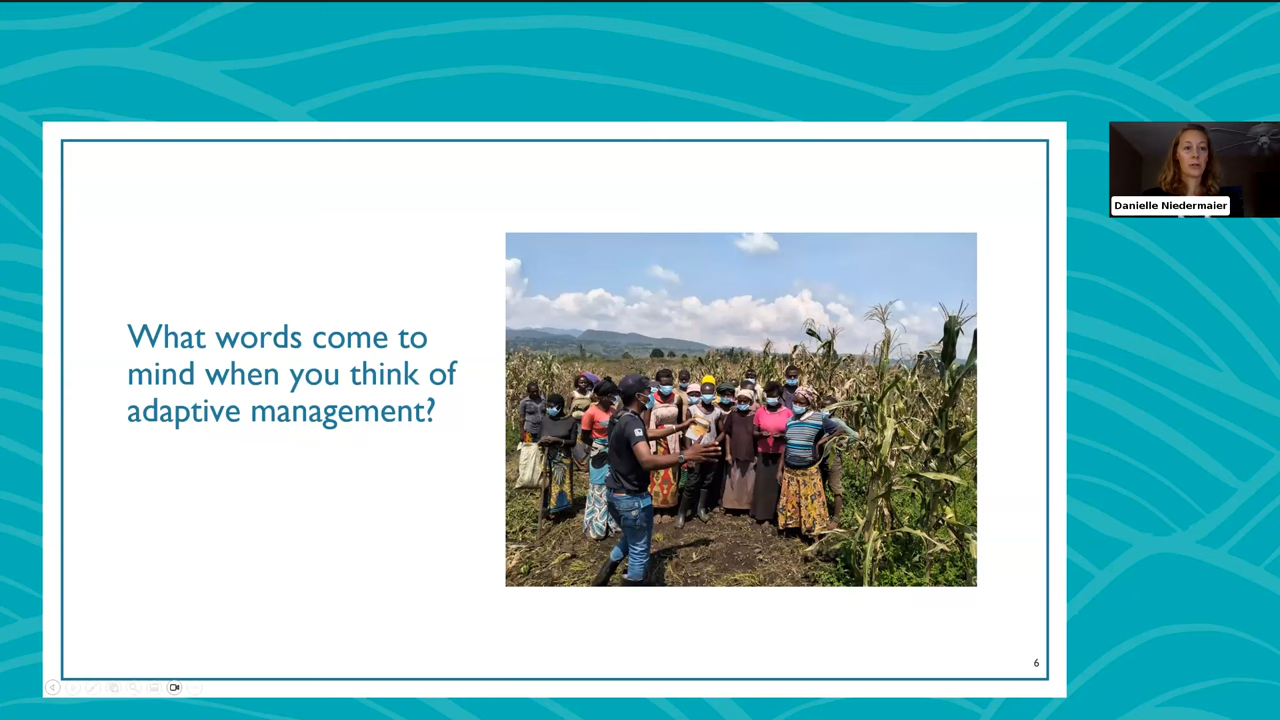 What words come to
mind when you think of
adaptive management?
Danielle Niedermaier
6